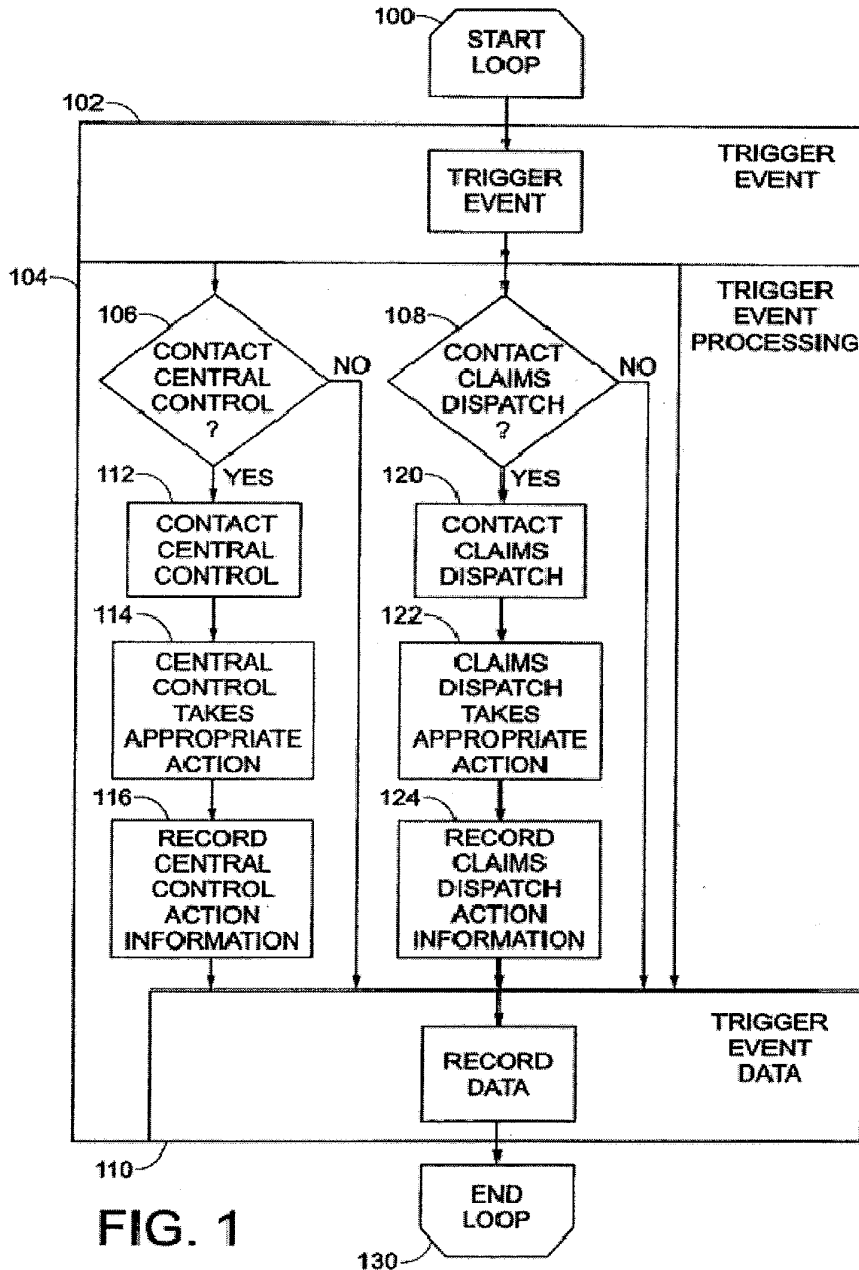 100
START
LOOP
102
TRIGGER
EVENT
TRIGGER
EVENT
104
TRIGGER
EVENT
PROCESSING
106
CONTACT
CENTRAL
CONTROL
?
NO
YES
108
CONTACT
CLAIMS
DISPATCH
?
NO
YES
112
CONTACT
CENTRAL
CONTROL
120
CONTACT
CLAIMS
DISPATCH
114
CENTRAL
CONTROL
TAKES
APPROPRIATE
ACTION
122
CLAIMS
DISPATCH
TAKES
APPROPRIATE
ACTION
116
RECORD
CENTRAL
CONTROL
ACTION
INFORMATION
124
RECORD
CLAIMS
DISPATCH
ACTION
INFORMATION
TRIGGER
EVENT
DATA
RECORD
DATA
110
END
LOOP
130
FIG. 1